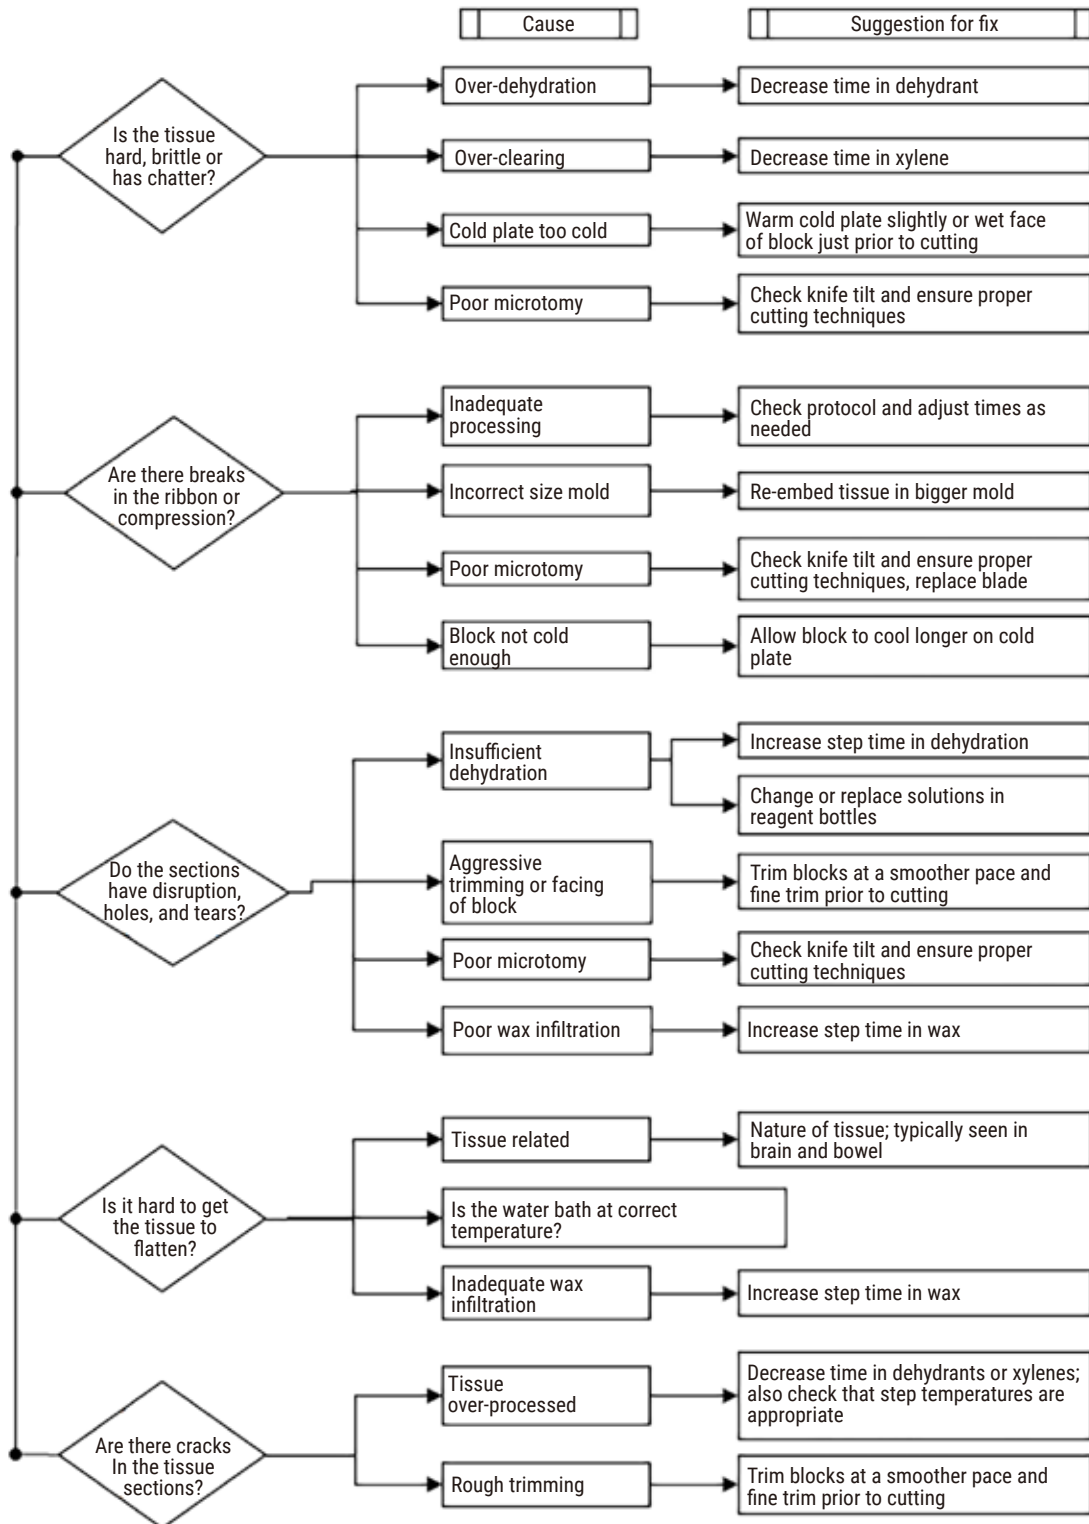 Cause
Suggestion for fix
Is the tissue
hard, brittle or
has chatter?
Over-dehydration
Decrease time in dehydrant
Over-clearing
Decrease time in xylene
Cold plate too cold
Warm cold plate slightly or wet face
of block just prior to cutting
Poor microtomy
Check knife tilt and ensure proper
cutting techniques
Are there breaks
in the ribbon or
compression?
Inadequate
processing
Check protocol and adjust times as
needed
Incorrect size mold
Re-embed tissue in bigger mold
Poor microtomy
Check knife tilt and ensure proper
cutting techniques, replace blade
Block not cold
enough
Allow block to cool longer on cold
plate
Do the sections
have disruption,
holes, and tears?
Insufficient
dehydration
Increase step time in dehydration
Change or replace solutions in
reagent bottles
Aggressive
trimming or facing
of block
Trim blocks at a smoother pace and
fine trim prior to cutting
Poor microtomy
Check knife tilt and ensure proper
cutting techniques
Poor wax infiltration
Increase step time in wax
Is it hard to get
the tissue to
flatten?
Tissue related
Nature of tissue; typically seen in
brain and bowel
Is the water bath at correct
temperature?
Inadequate wax
infiltration
Increase step time in wax
Are there cracks
In the tissue
sections?
Tissue
over-processed
Decrease time in dehydrants or xylenes;
also check that step temperatures are
appropriate
Rough trimming
Trim blocks at a smoother pace and
fine trim prior to cutting